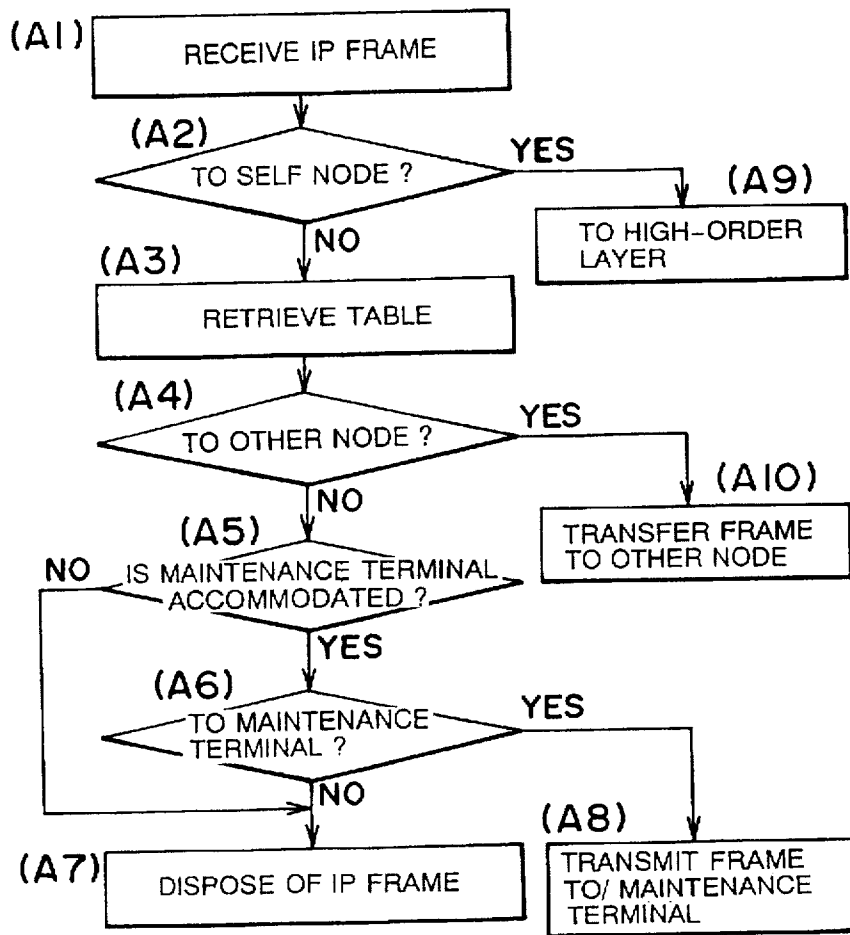 (A1)
RECEIVE IP FRAME
(A2)
TO SELF NODE ?
YES
NO
(A9)
TO HIGH-ORDER
LAYER
(A3)
RETRIEVE TABLE
(A4)
TO OTHER NODE ?
YES
NO
(A10)
TRANSFER FRAME
TO OTHER NODE
(A5)
NO
IS MAINTENANCE TERMINAL
ACCOMMODATED ?
YES
(A6)
TO MAINTENANCE
TERMINAL ?
YES
NO
(A7)
DISPOSE OF IP FRAME
(A8)
TRANSMIT FRAME
TO/ MAINTENANCE
TERMINAL